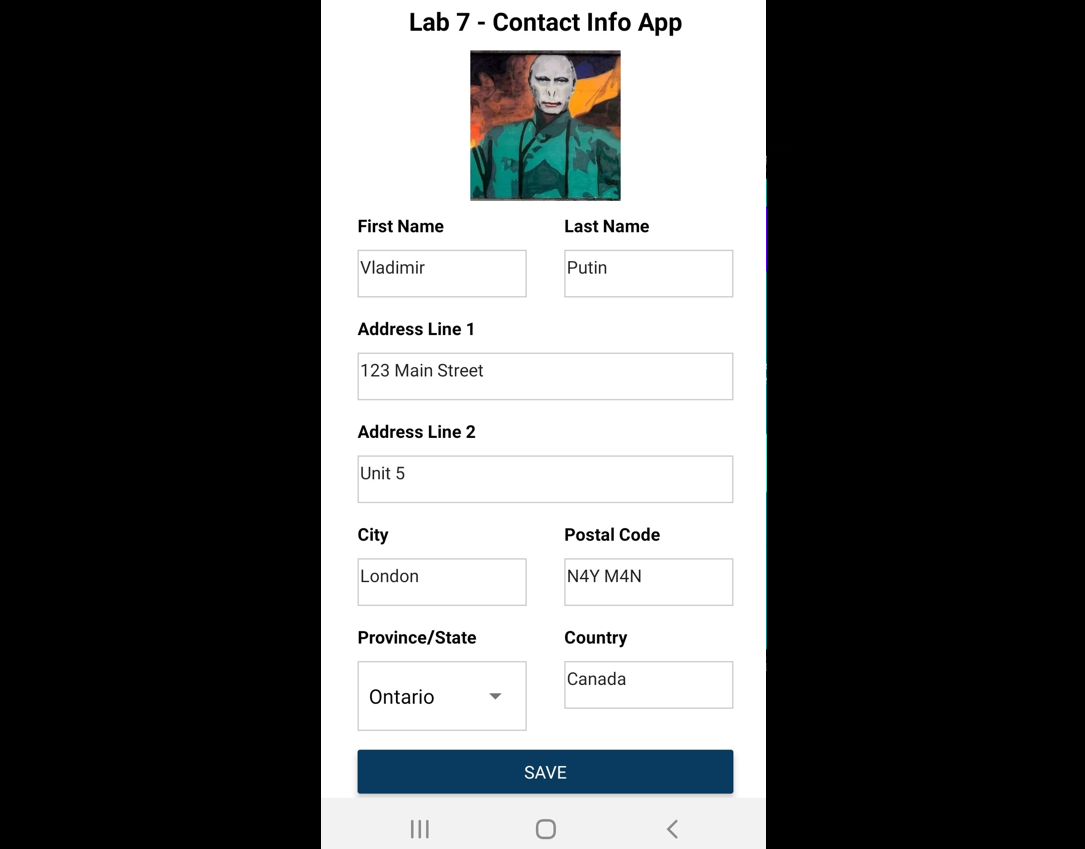 Lab 7 - Contact Info App
First Name Last Name
Vladimir Putin
Address Line 1
123 Main Street
Address Line 2
Unit 5
City Postal Code
London N4Y M4N
Province/State Country
Ontario Canada
SAVE